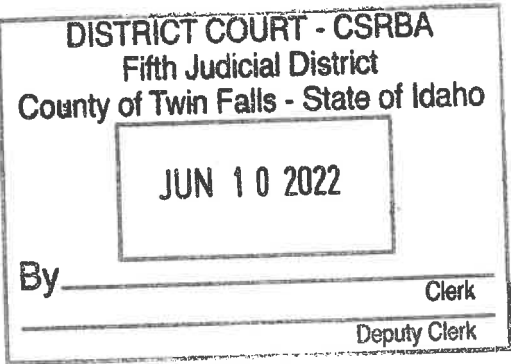 DISTRICT COURT - CSRBA
Fifth Judicial District
County of Twin Falls - State of Idaho
JUN 10 2022
By
Clerk
Deputy Clerk